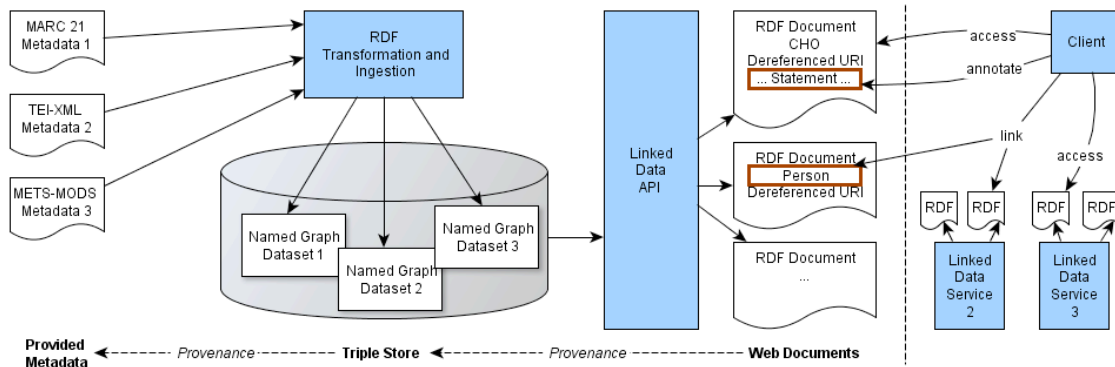 MARC 21
Metadata 1
TEI-XML
Metadata 2
METS-MODS
Metadata 3
RDF
Transformation and
Ingestion
Named Graph
Dataset 1
Named Graph
Dataset 2
Named Graph
Dataset 3
Linked
Data
API
RDF Document
CHO
Dereferenced URI
... Statement ...
RDF Document
Person
Dereferenced URI
RDF Document
...
Client
access
annotate
link
access
RDF
RDF
RDF
RDF
Linked
Data
Service
2
Linked
Data
Service
3
Provided
Metadata
Provenance
Triple Store
Provenance
Web Documents